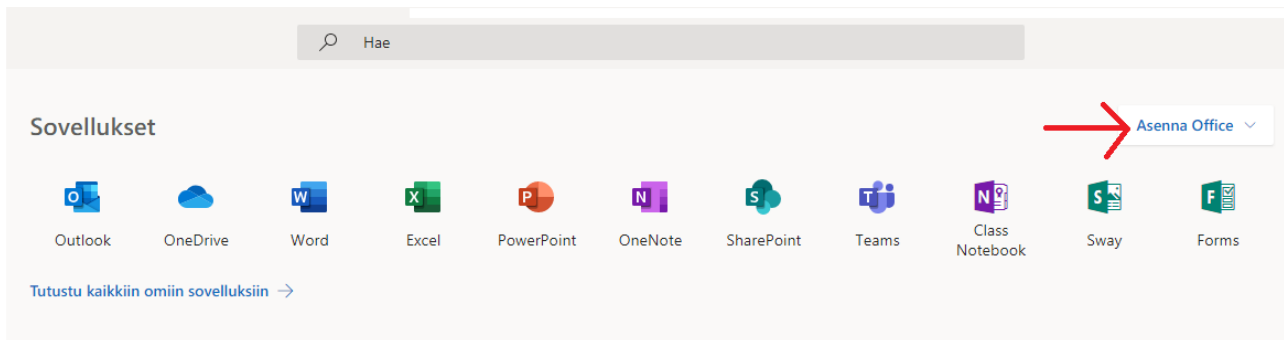 Hae
Sovellukset
Asenna Office
Outlook
OneDrive
Word
Excel
PowerPoint
OneNote
SharePoint
Teams
Class
Notebook
Sway
Forms
Tutustu kaikkiin omiin sovelluksiin